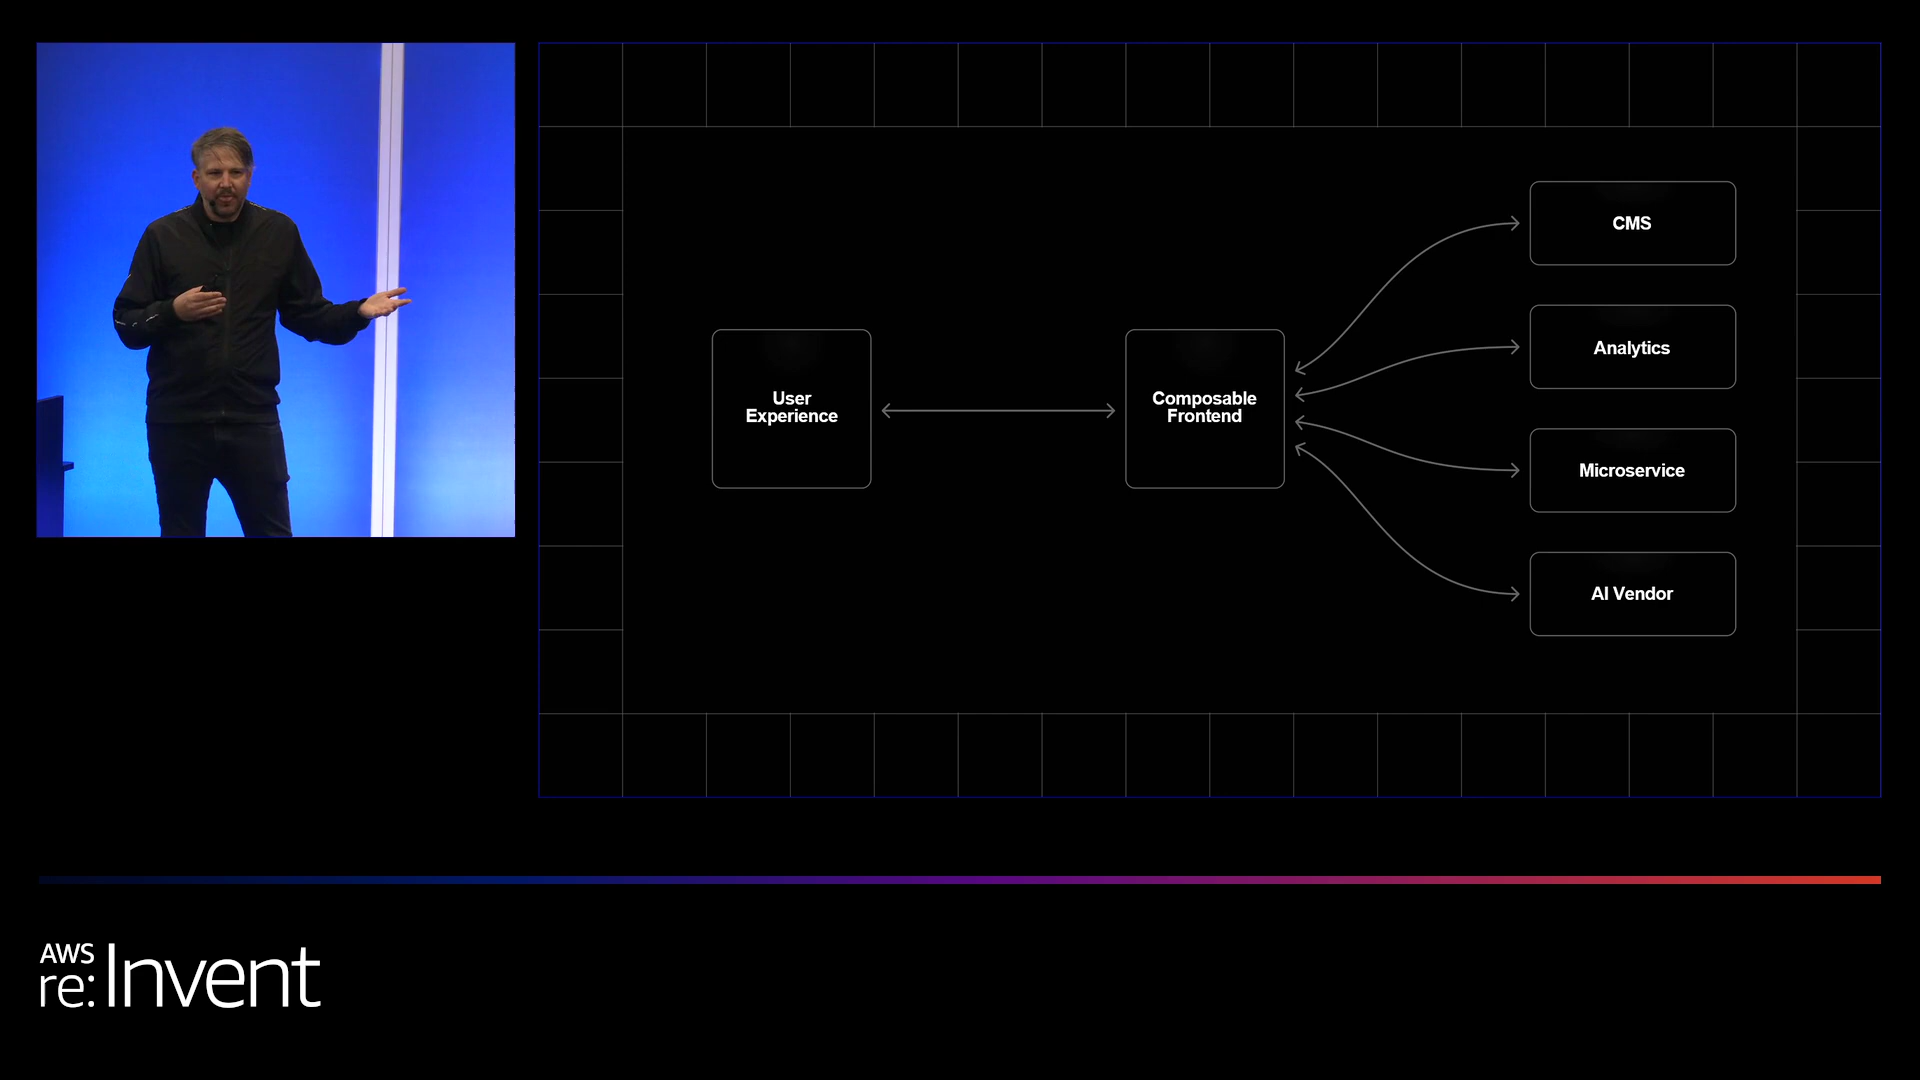 User
Experience
Composable
Frontend
CMS
Analytics
Microservice
AI Vendor
AWS
re:Invent